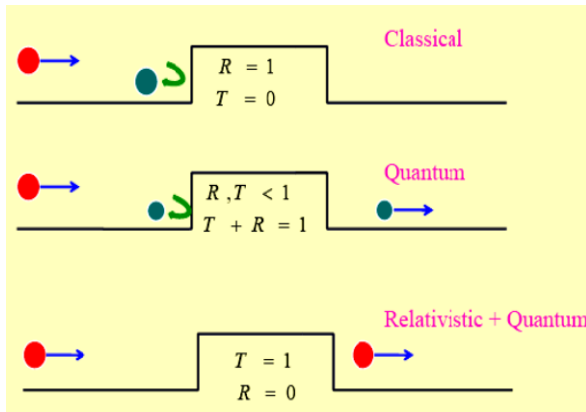 Classical
R = 1
T = 0
Quantum
R ,T < 1
T + R = 1
Relativistic + Quantum
T = 1
R = 0